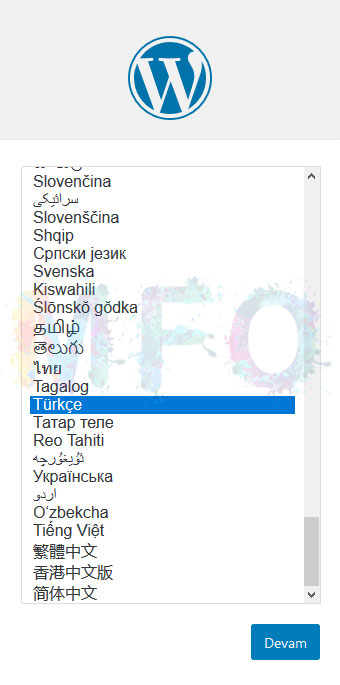 Slovenčina
سرائیکی
Slovenščina
Shqip
Српски језик
Svenska
Kiswahili
Ślōnskŏ gŏdka
தமிழ்
తెలుగు
ไทย
Tagalog
Türkçe
Татар теле
Reo Tahiti
ئۇيغۇرچە
Українська
اردو
O‘zbekcha
Tiếng Việt
繁體中文
香港中文版
简体中文
MFO
Devam